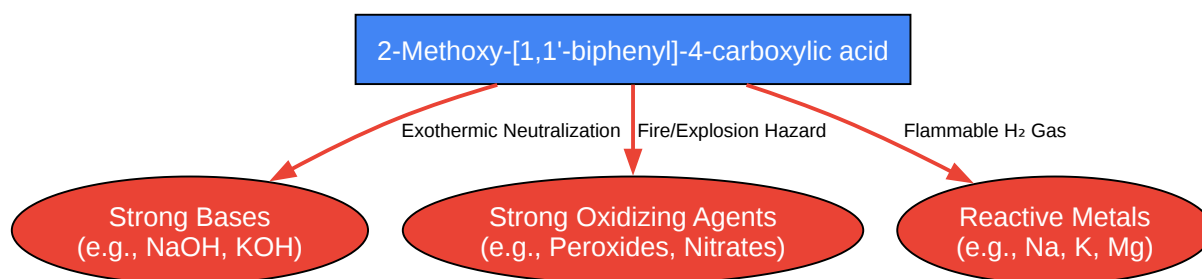 2-Methoxy-[1,1'-biphenyl]-4-carboxylic acid
Exothermic Neutralization
Fire/Explosion Hazard
Flammable H₂ Gas
Strong Bases
(e.g., NaOH, KOH)
Strong Oxidizing Agents
(e.g., Peroxides, Nitrates)
Reactive Metals
(e.g., Na, K, Mg)